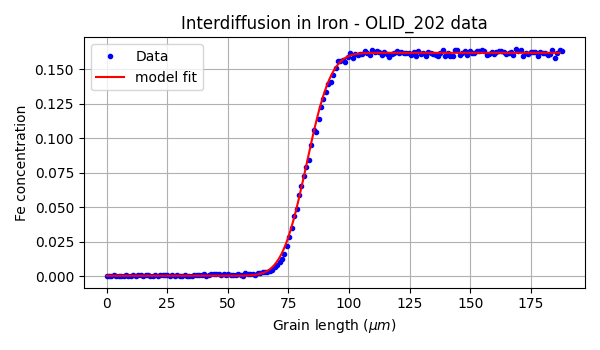 Interdiffusion in Iron - OLID_202 data
Data
model fit
0.150
0.125
0.100
0.075
0.050
0.025
0.000
Fe concentration
0 25 50 75 100 125 150 175
Grain length (μm)